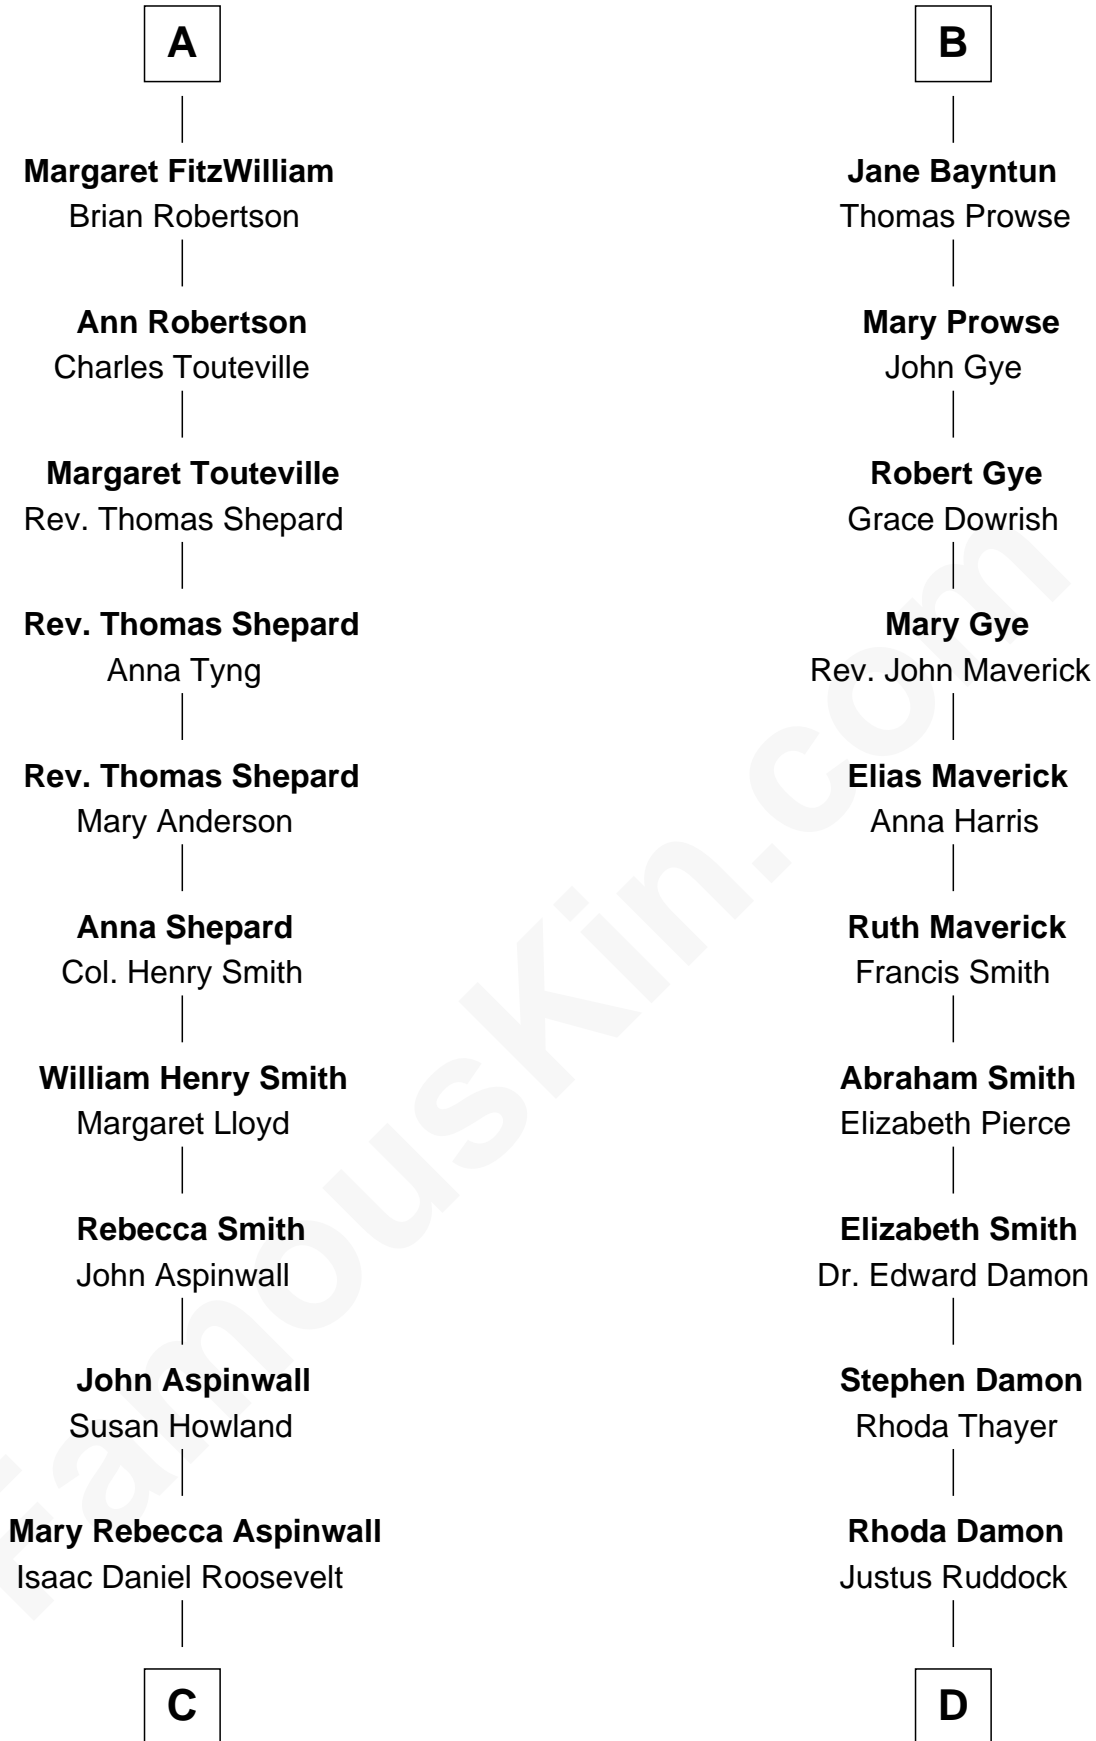 A
Margaret FitzWilliam
Brian Robertson
Ann Robertson
Charles Touteville
Margaret Touteville
Rev. Thomas Shepard
Rev. Thomas Shepard
Anna Tyng
Rev. Thomas Shepard
Mary Anderson
Anna Shepard
Col. Henry Smith
William Henry Smith
Margaret Lloyd
Rebecca Smith
John Aspinwall
John Aspinwall
Susan Howland
Mary Rebecca Aspinwall
Isaac Daniel Roosevelt
C
B
Jane Bayntun
Thomas Prowse
Mary Prowse
John Gye
Robert Gye
Grace Dowrish
Mary Gye
Rev. John Maverick
Elias Maverick
Anna Harris
Ruth Maverick
Francis Smith
Abraham Smith
Elizabeth Pierce
Elizabeth Smith
Dr. Edward Damon
Stephen Damon
Rhoda Thayer
Rhoda Damon
Justus Ruddock
D
FamousKin.com